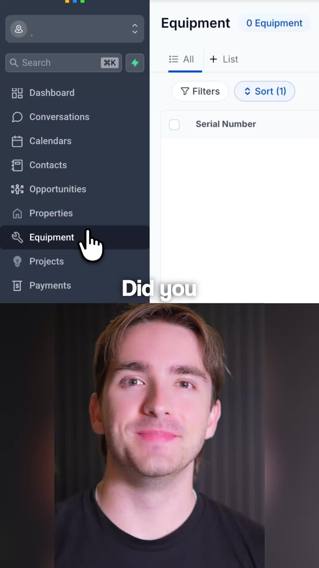 Equipment
0 Equipment
Search
⌘K
All
+ List
Filters
Sort (1)
Serial Number
Dashboard
Conversations
Calendars
Contacts
Opportunities
Properties
Equipment
Projects
Payments
Did you